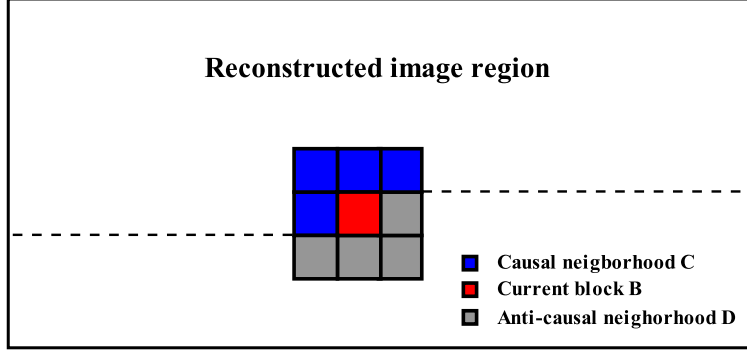 Reconstructed image region
Causal neigborhood C
Current block B
Anti-causal neighorhood D